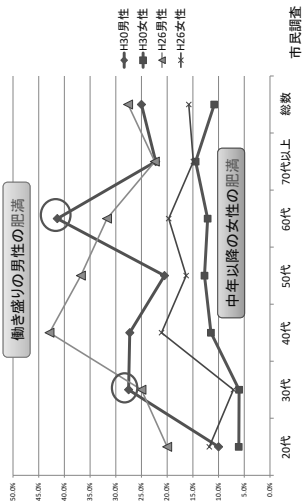 働き盛りの男性の肥満
中年以降の女性の肥満
50.0%
45.0%
40.0%
35.0%
30.0%
25.0%
20.0%
15.0%
10.0%
5.0%
0.0%
20代
30代
40代
50代
60代
70代以上
総数
H30男性
H30女性
H26男性
H26女性
市民調査